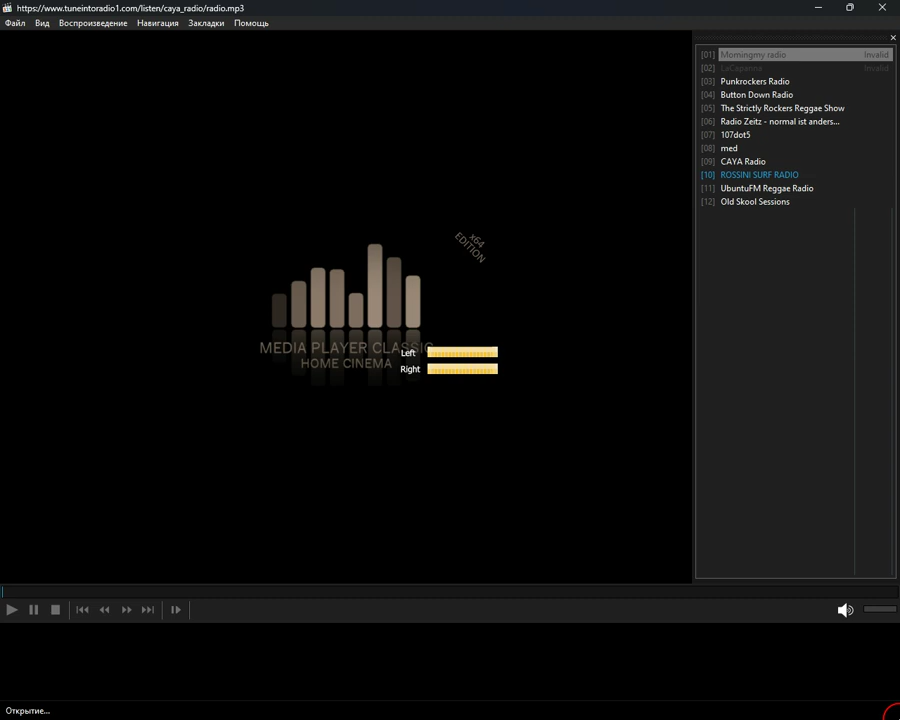 https://www.tuneintoradio1.com/listen/caya_radio/radio.mp3
Файл Вид Воспроизведение Навигация Закладки Помощь
[01] Morningmy radio Invalid
[02] LaCapanna Invalid
[03] Punkrockers Radio
[04] Button Down Radio
[05] The Strictly Rockers Reggae Show
[06] Radio Zeitz - normal ist anders...
[07] 107dot5
[08] med
[09] CAYA Radio
[10] ROSSINI SURF RADIO
[11] UbuntuFM Reggae Radio
[12] Old Skool Sessions
x64
EDITION
MEDIA PLAYER CLASSIC
HOME CINEMA
Left
Right
Открытие...